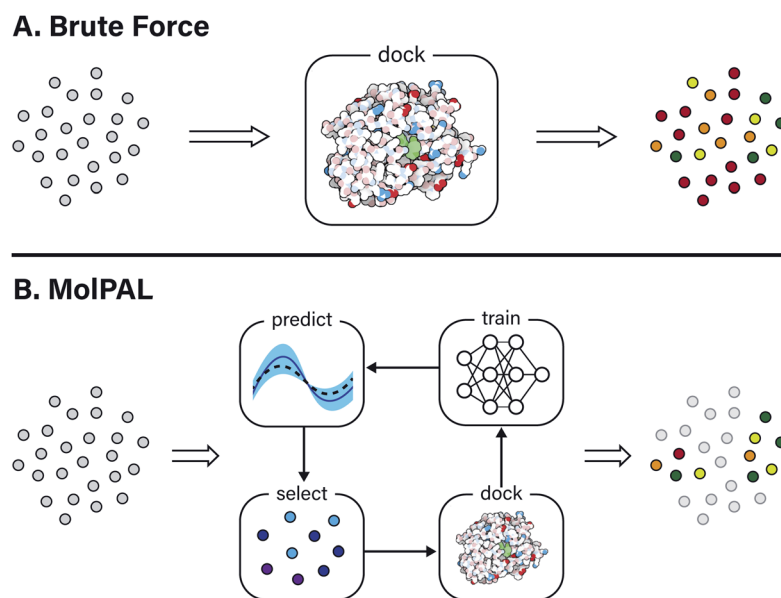 A. Brute Force
dock
B. MolPAL
predict
train
select
dock